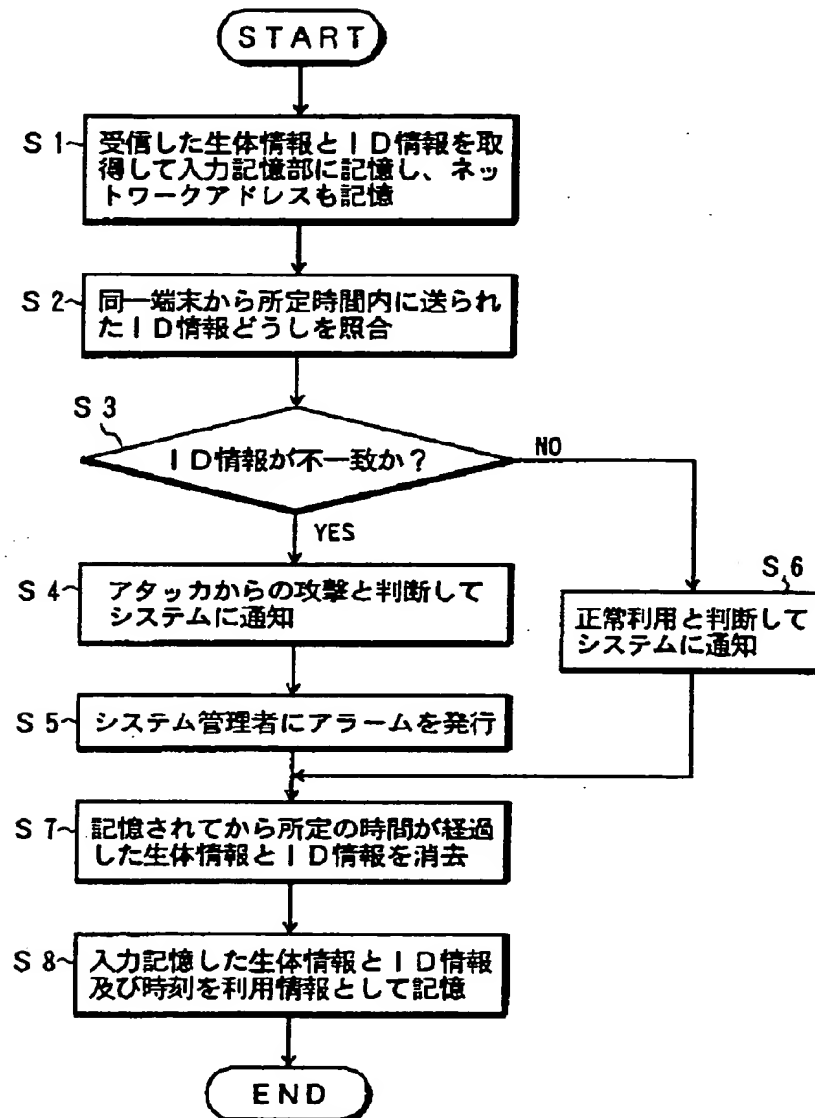 START
S1
受信した生体情報とID情報を取
得して入力記憶部に記憶し、ネッ
トワークアドレスも記憶
S2
同一端末から所定時間内に送られ
たID情報どうしを照合
S3
ID情報が不一致か？
NO
YES
S4
アタッカからの攻撃と判断して
システムに通知
S6
正常利用と判断して
システムに通知
S5
システム管理者にアラームを発行
S7
記憶されてから所定の時間が経過
した生体情報とID情報を消去
S8
入力記憶した生体情報とID情報
及び時刻を利用情報として記憶
END